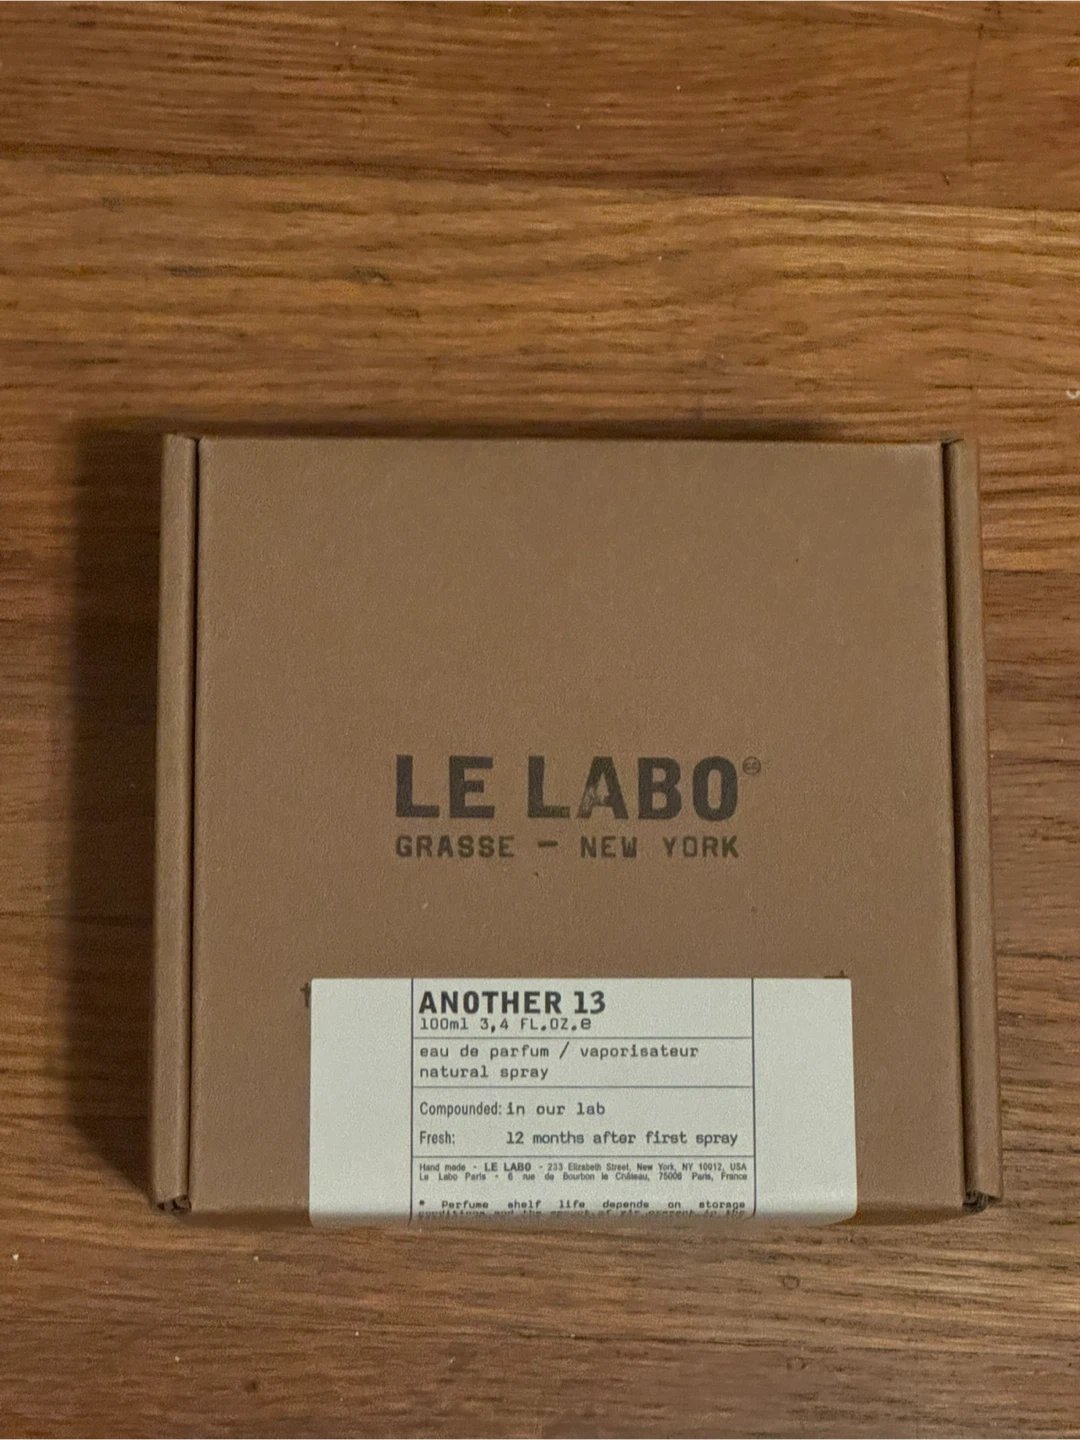 LE LABO
GRASSE — NEW YORK
ANOTHER 13
100ml 3,4 FL.OZ.e
eau de parfum / vaporisateur
natural spray
Compounded: in our lab
Fresh: 12 months after first spray
Hand made - LE LABO - 233 Elizabeth Street, New York, NY 10012, USA
Le Labo Paris - 6 rue de Bourbon le Château, 75006 Paris, France
* Perfume shelf life depends on storage